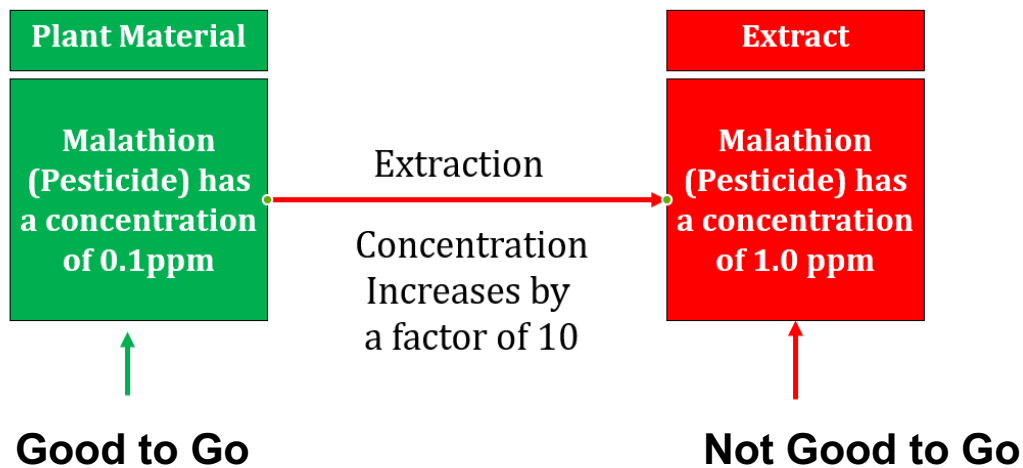 Plant Material
Malathion
(Pesticide) has
a concentration
of 0.1ppm
Extraction
Concentration
Increases by
a factor of 10
Extract
Malathion
(Pesticide) has
a concentration
of 1.0 ppm
Good to Go
Not Good to Go